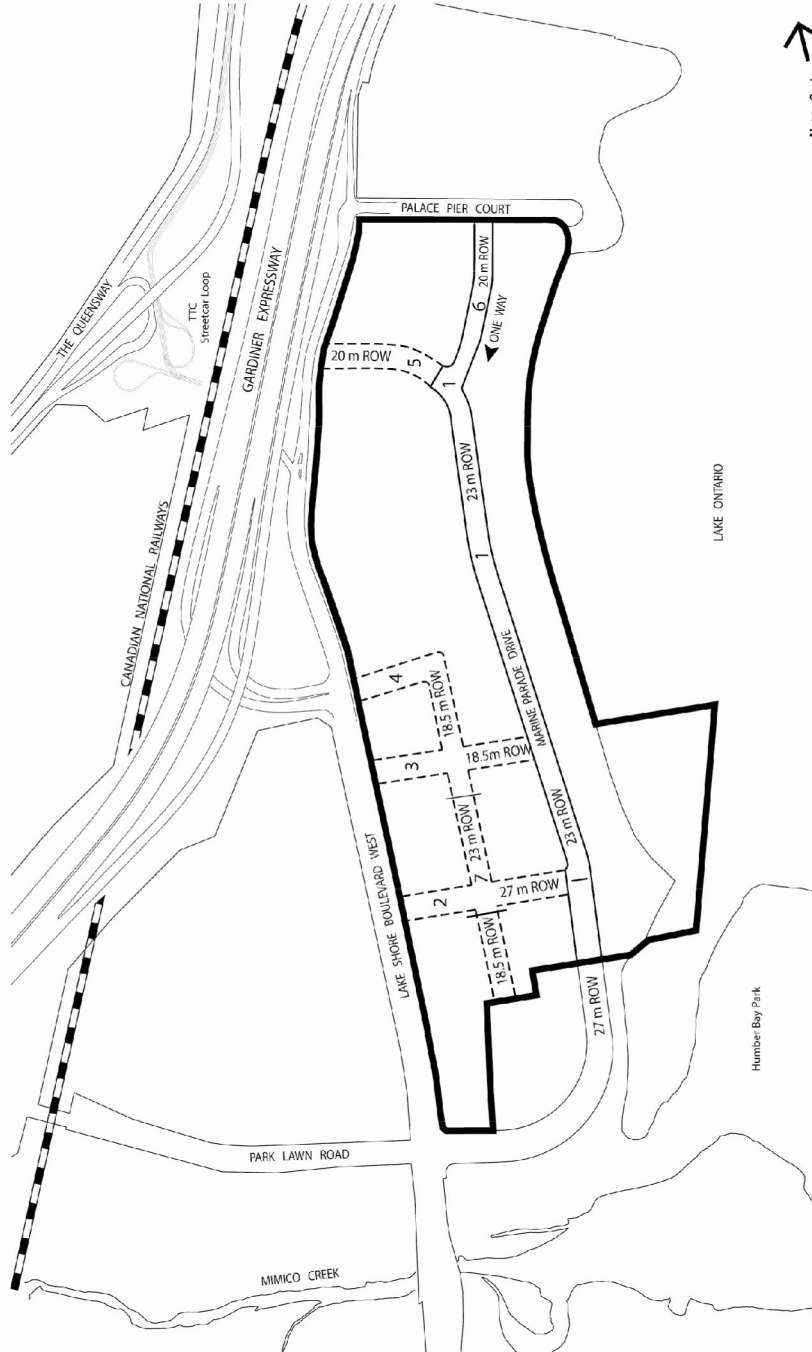 PALACE PIER COURT
THE QUEENSWAY
TTC
Streetcar Loop
GARDINER EXPRESSWAY
20 m ROW
6
ONE WAY
20 m ROW
5
1
23 m ROW
CANADIAN NATIONAL RAILWAYS
LAKE ONTARIO
1
MARINE PARADE DRIVE
4
18.5m ROW
3
18.5m ROW
23 m ROW
23 m ROW
2
7
27 m ROW
1
LAKE SHORE BOULEVARD WEST
18.5m ROW
27 m ROW
Humber Bay Park
PARK LAWN ROAD
MIMICO CREEK